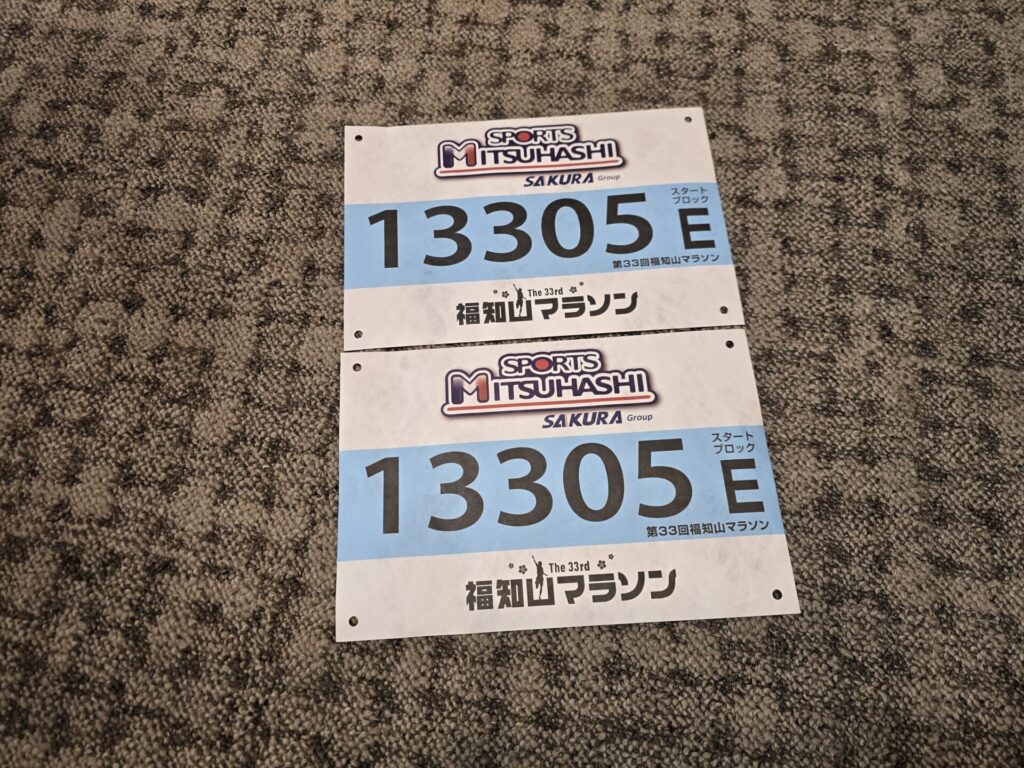 SPORTS
MITSUHASHI
SAKURA Group
スタート
ブロック
13305 E
第33回福知山マラソン
The 33rd
福知山マラソン
SPORTS
MITSUHASHI
SAKURA Group
スタート
ブロック
13305 E
第33回福知山マラソン
The 33rd
福知山マラソン